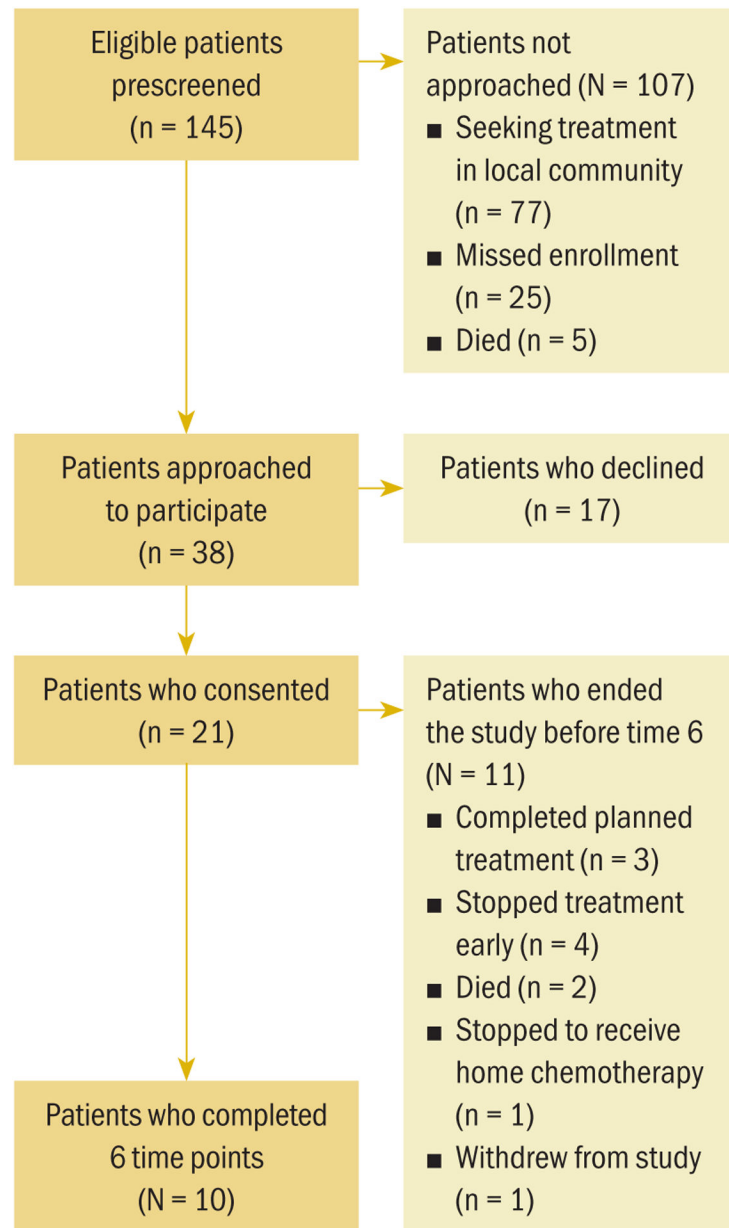 Eligible patients
prescreened
(n = 145)
Patients not
approached (N = 107)
■ Seeking treatment
in local community
(n = 77)
■ Missed enrollment
(n = 25)
■ Died (n = 5)
Patients approached
to participate
(n = 38)
Patients who declined
(n = 17)
Patients who consented
(n = 21)
Patients who ended
the study before time 6
(N = 11)
■ Completed planned
treatment (n = 3)
■ Stopped treatment
early (n = 4)
■ Died (n = 2)
■ Stopped to receive
home chemotherapy
(n = 1)
■ Withdrew from study
(n = 1)
Patients who completed
6 time points
(N = 10)